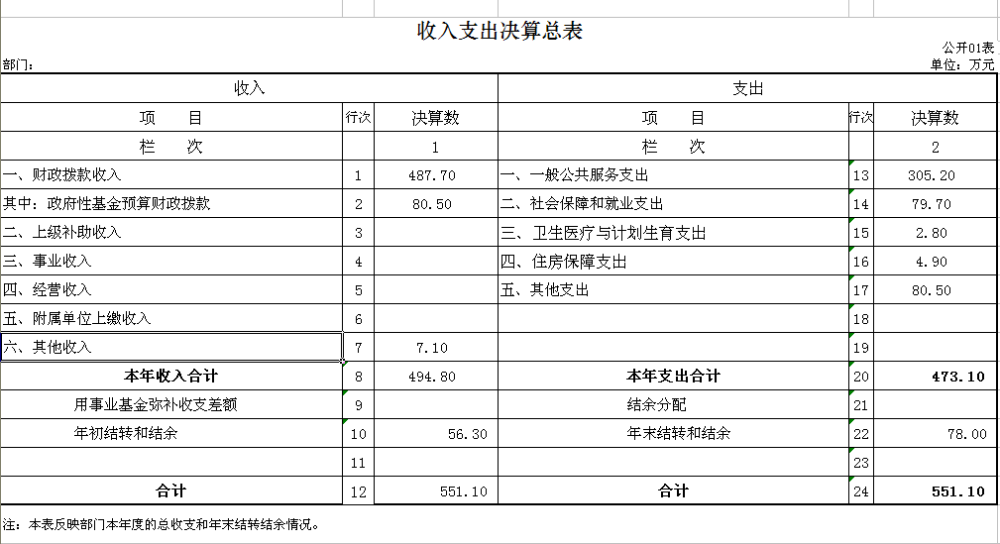 收入支出决算总表
公开01表
部门： 单位：万元
收入 支出
项 目 行次 决算数 项 目 行次 决算数
栏 次 1 栏 次 2
一、财政拨款收入 1 487.70 一、一般公共服务支出 13 305.20
其中：政府性基金预算财政拨款 2 80.50 二、社会保障和就业支出 14 79.70
二、上级补助收入 3 三、卫生医疗与计划生育支出 15 2.80
三、事业收入 4 四、住房保障支出 16 4.90
四、经营收入 5 五、其他支出 17 80.50
五、附属单位上缴收入 6 18
六、其他收入 7 7.10 19
本年收入合计 8 494.80 本年支出合计 20 473.10
用事业基金弥补收支差额 9 结余分配 21
年初结转和结余 10 56.30 年末结转和结余 22 78.00
11 23
合计 12 551.10 合计 24 551.10
注：本表反映部门本年度的总收支和年末结转结余情况。